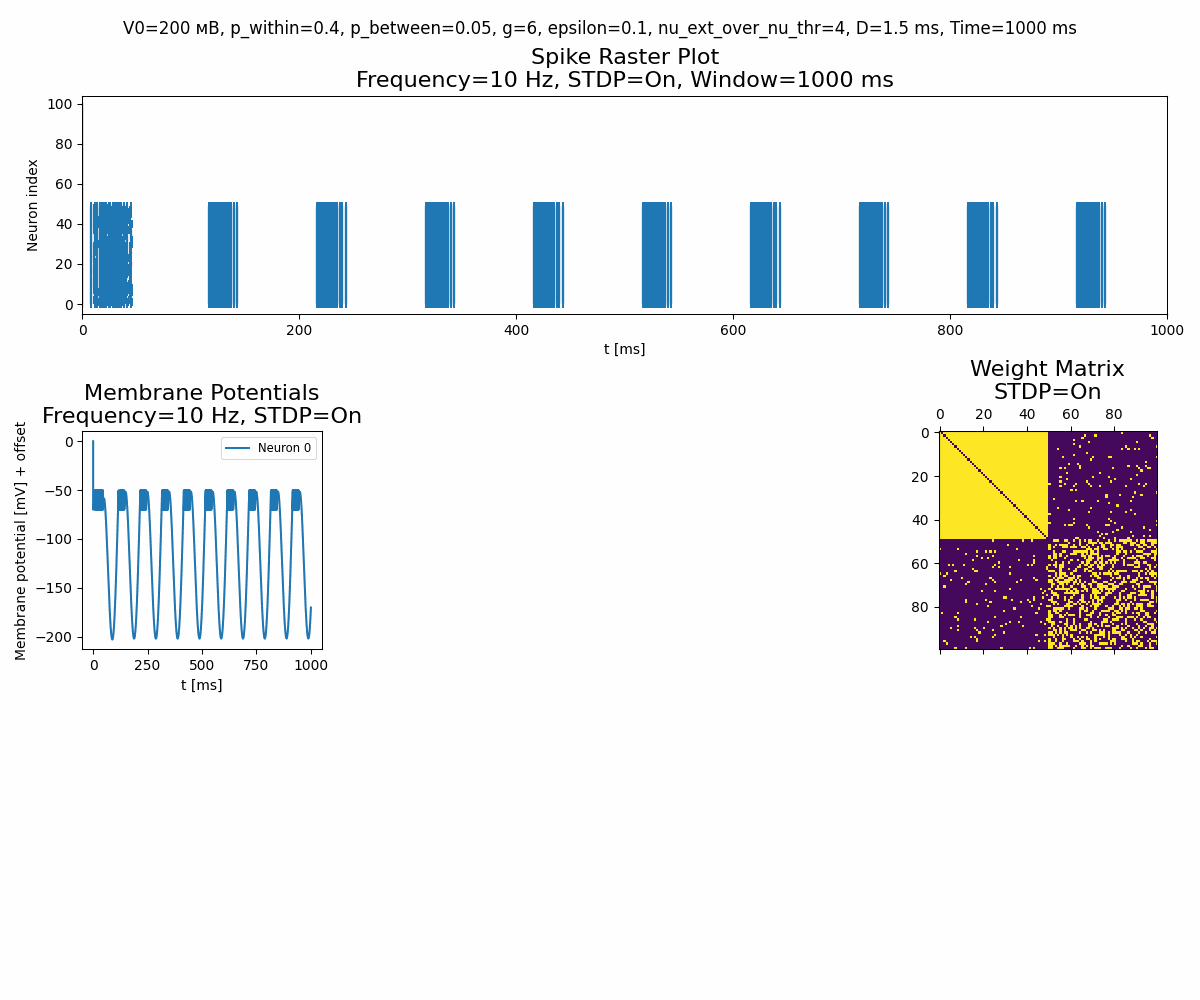 V0=200 мВ, p_within=0.4, p_between=0.05, g=6, epsilon=0.1, nu_ext_over_nu_thr=4, D=1.5 ms, Time=1000 ms
Spike Raster Plot
Frequency=10 Hz, STDP=On, Window=1000 ms
100
80
60
40
20
0
Neuron index
0 200 400 600 800 1000
t [ms]
Membrane Potentials
Frequency=10 Hz, STDP=On
0
−50
−100
−150
−200
Membrane potential [mV] + offset
Neuron 0
0 250 500 750 1000
t [ms]
Weight Matrix
STDP=On
0 20 40 60 80
0
20
40
60
80